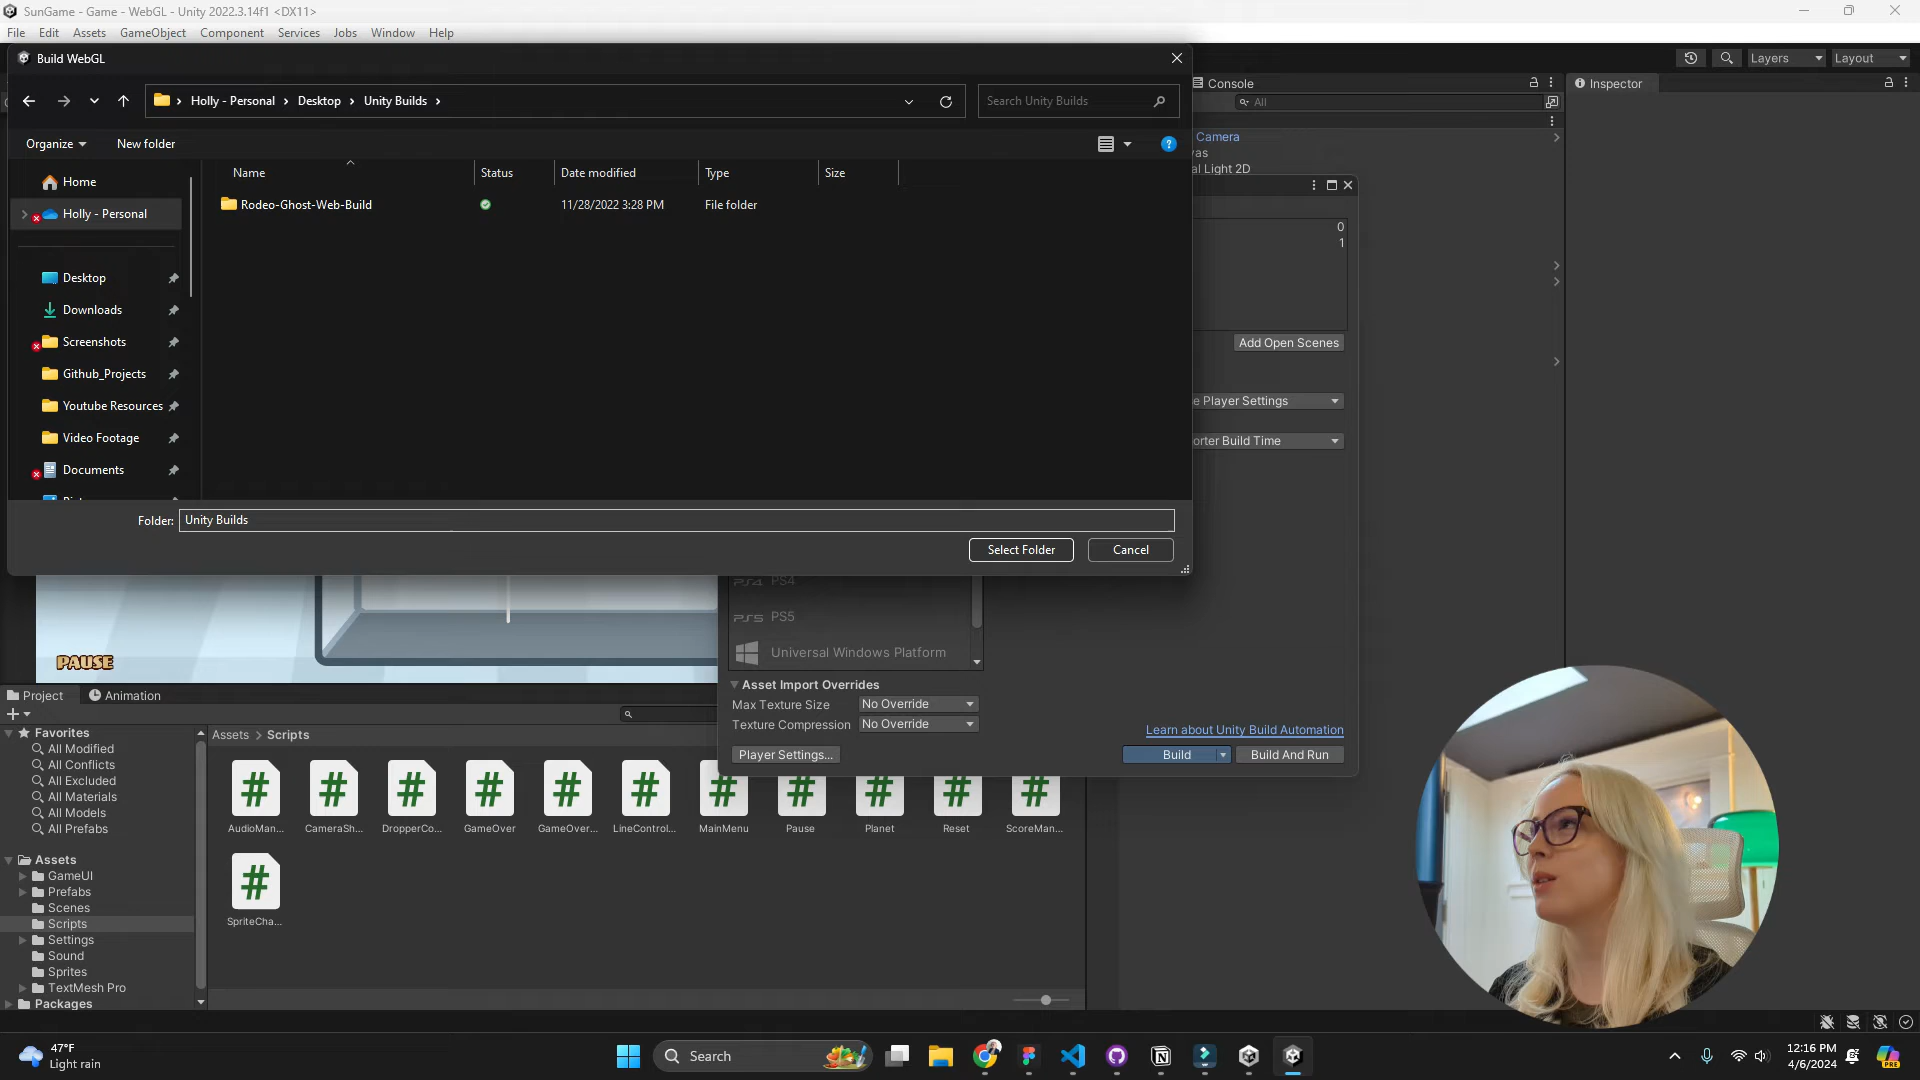 SunGame - Game - WebGL - Unity 2022.3.14f1 <DX11>
File Edit Assets GameObject Component Services Jobs Window Help
Build WebGL
Layers
Layout
Holly - Personal
Desktop
Unity Builds
Search Unity Builds
Console
Inspector
All
Organize
New folder
Camera
vas
al Light 2D
Name
Status
Date modified
Type
Size
Home
Holly - Personal
Rodeo-Ghost-Web-Build
11/28/2022 3:28 PM
File folder
0
1
Desktop
Downloads
Screenshots
Github_Projects
Youtube Resources
Video Footage
Documents
Add Open Scenes
e Player Settings
orter Build Time
Folder:
Unity Builds
Select Folder
Cancel
PS4
PS4
PS5
PS5
Universal Windows Platform
PAUSE
Asset Import Overrides
Max Texture Size
No Override
Texture Compression
No Override
Learn about Unity Build Automation
Player Settings...
Build
Build And Run
Project
Animation
Favorites
All Modified
All Conflicts
All Excluded
All Materials
All Models
All Prefabs
Assets
GameUI
Prefabs
Scenes
Scripts
Settings
Sound
Sprites
TextMesh Pro
Packages
Assets > Scripts
AudioMan...
CameraSh...
DropperCo...
GameOver
GameOver...
LineControl...
MainMenu
Pause
Planet
Reset
ScoreMan...
SpriteCha...
47°F
Light rain
Search
12:16 PM
4/6/2024
PRE